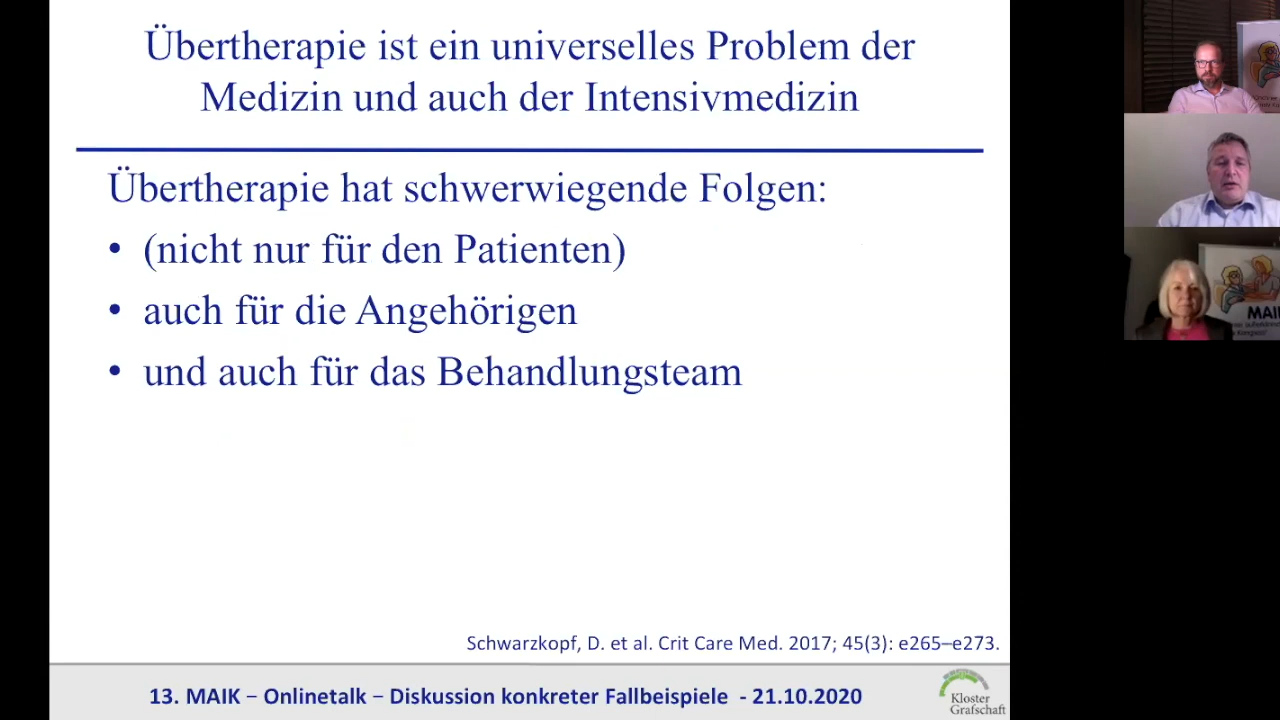 Übertherapie ist ein universelles Problem der
Medizin und auch der Intensivmedizin
Übertherapie hat schwerwiegende Folgen:
• (nicht nur für den Patienten)
• auch für die Angehörigen
• und auch für das Behandlungsteam
Schwarzkopf, D. et al. Crit Care Med. 2017; 45(3): e265–e273.
13. MAIK – Onlinetalk – Diskussion konkreter Fallbeispiele - 21.10.2020
Kloster
Grafschaft